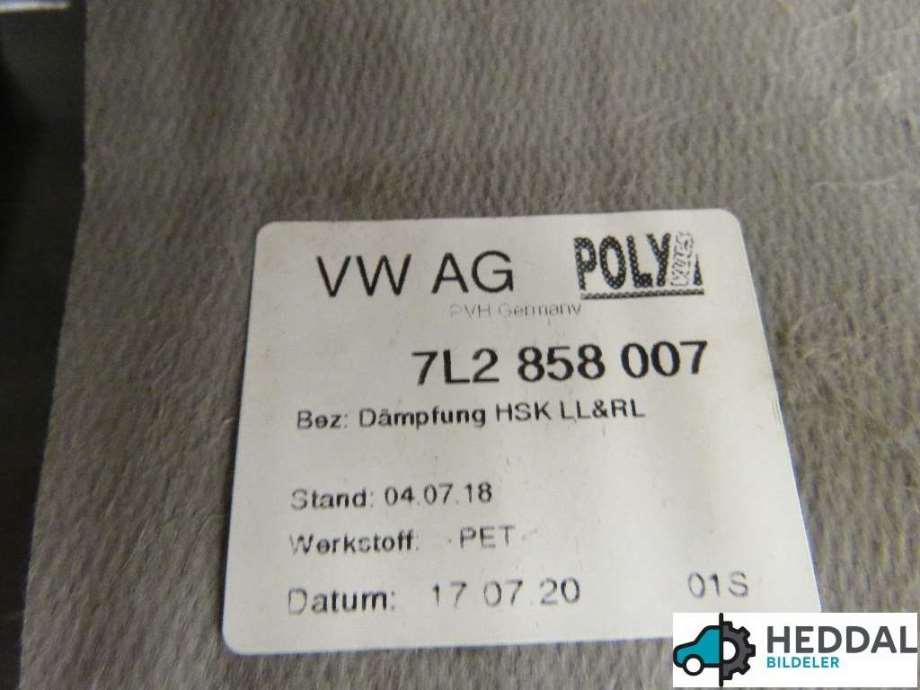 VW AG POLY
PVH Germany
7L2 858 007
Bez: Dämpfung HSK LL&RL
Stand: 04.07.18
Werkstoff: -PET-
Datum: 17 07 20 01S
HEDDAL
BILDELER